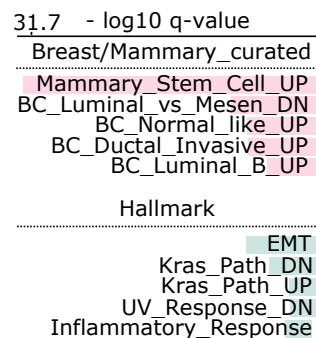 31.7 - log10 q-value
Breast/Mammary_curated
Mammary_Stem_Cell_UP
BC_Luminal_vs_Mesen_DN
BC_Normal_like_UP
BC_Ductal_Invasive_UP
BC_Luminal_B_UP
Hallmark
EMT
Kras_Path_DN
Kras_Path_UP
UV_Response_DN
Inflammatory_Response